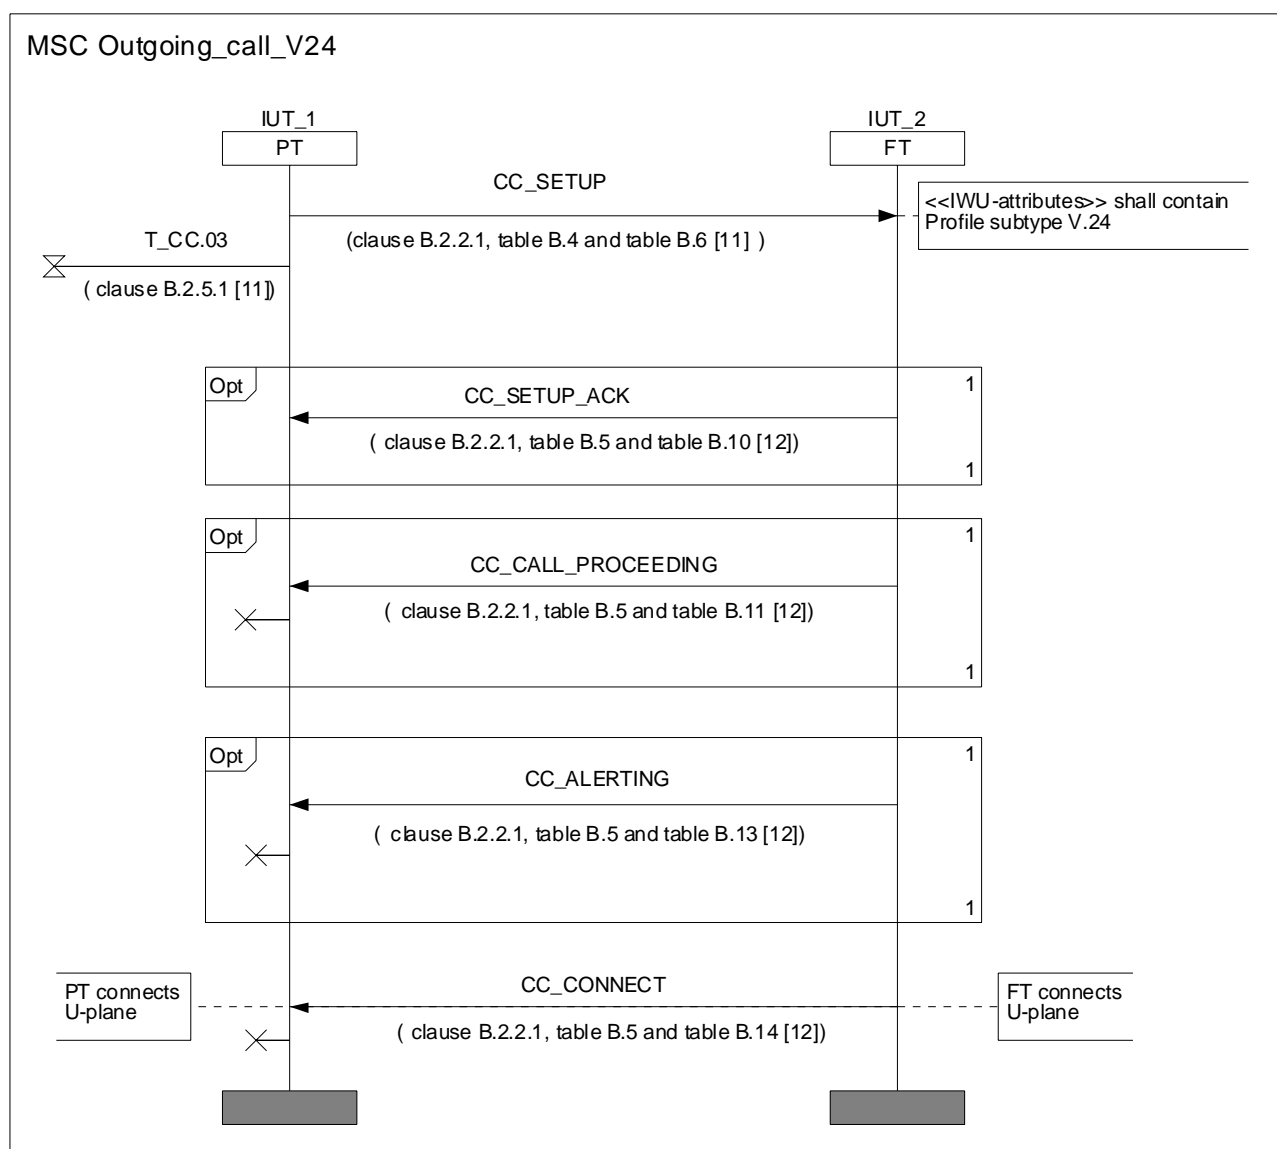 MSC Outgoing_call_V24
IUT_1
IUT_2
PT
FT
CC_SETUP
<<IWU-attributes>> shall contain
Profile subtype V.24
T_CC.03
(clause B.2.2.1, table B.4 and table B.6 [11] )
( clause B.2.5.1 [11])
Opt
1
CC_SETUP_ACK
( clause B.2.2.1, table B.5 and table B.10 [12])
1
Opt
1
CC_CALL_PROCEEDING
( clause B.2.2.1, table B.5 and table B.11 [12])
1
Opt
1
CC_ALERTING
( clause B.2.2.1, table B.5 and table B.13 [12])
1
PT connects
U-plane
CC_CONNECT
FT connects
U-plane
( clause B.2.2.1, table B.5 and table B.14 [12])